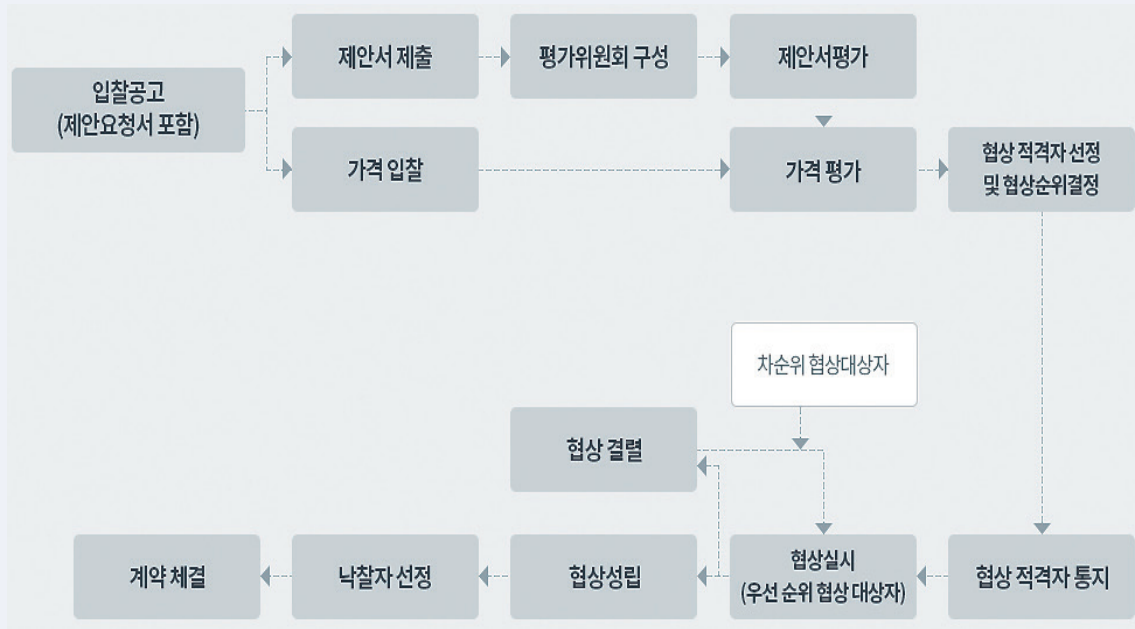 입찰공고
(제안요청서 포함)
제안서 제출
평가위원회 구성
제안서평가
가격 입찰
가격 평가
협상 적격자 선정
및 협상순위결정
차순위 협상대상자
협상 결렬
계약 체결
낙찰자 선정
협상성립
협상실시
(우선 순위 협상 대상자)
협상 적격자 통지